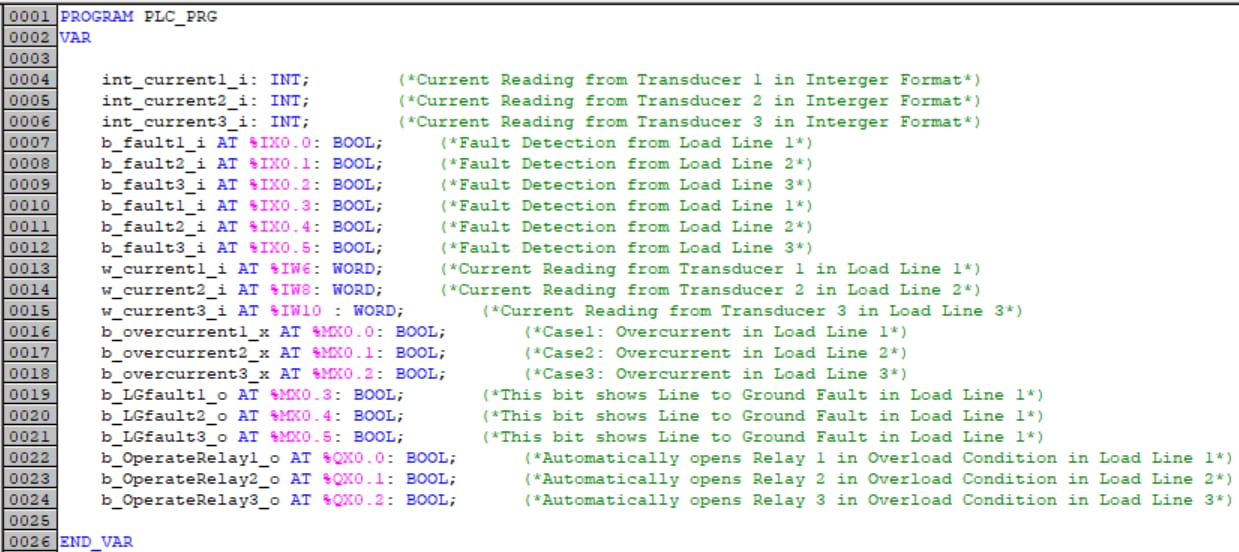 0001 PROGRAM PLC_PRG
0002 VAR
0003
0004 int_current1_i: INT; (*Current Reading from Transducer 1 in Interger Format*)
0005 int_current2_i: INT; (*Current Reading from Transducer 2 in Interger Format*)
0006 int_current3_i: INT; (*Current Reading from Transducer 3 in Interger Format*)
0007 b_fault1_i AT %IX0.0: BOOL; (*Fault Detection from Load Line 1*)
0008 b_fault2_i AT %IX0.1: BOOL; (*Fault Detection from Load Line 2*)
0009 b_fault3_i AT %IX0.2: BOOL; (*Fault Detection from Load Line 3*)
0010 b_fault1_i AT %IX0.3: BOOL; (*Fault Detection from Load Line 1*)
0011 b_fault2_i AT %IX0.4: BOOL; (*Fault Detection from Load Line 2*)
0012 b_fault3_i AT %IX0.5: BOOL; (*Fault Detection from Load Line 3*)
0013 w_current1_i AT %IW6: WORD; (*Current Reading from Transducer 1 in Load Line 1*)
0014 w_current2_i AT %IW8: WORD; (*Current Reading from Transducer 2 in Load Line 2*)
0015 w_current3_i AT %IW10 : WORD; (*Current Reading from Transducer 3 in Load Line 3*)
0016 b_overcurrent1_x AT %MX0.0: BOOL; (*Case1: Overcurrent in Load Line 1*)
0017 b_overcurrent2_x AT %MX0.1: BOOL; (*Case2: Overcurrent in Load Line 2*)
0018 b_overcurrent3_x AT %MX0.2: BOOL; (*Case3: Overcurrent in Load Line 3*)
0019 b_LGfault1_o AT %MX0.3: BOOL; (*This bit shows Line to Ground Fault in Load Line 1*)
0020 b_LGfault2_o AT %MX0.4: BOOL; (*This bit shows Line to Ground Fault in Load Line 1*)
0021 b_LGfault3_o AT %MX0.5: BOOL; (*This bit shows Line to Ground Fault in Load Line 1*)
0022 b_OperateRelay1_o AT %QX0.0: BOOL; (*Automatically opens Relay 1 in Overload Condition in Load Line 1*)
0023 b_OperateRelay2_o AT %QX0.1: BOOL; (*Automatically opens Relay 2 in Overload Condition in Load Line 2*)
0024 b_OperateRelay3_o AT %QX0.2: BOOL; (*Automatically opens Relay 3 in Overload Condition in Load Line 3*)
0025
0026 END_VAR